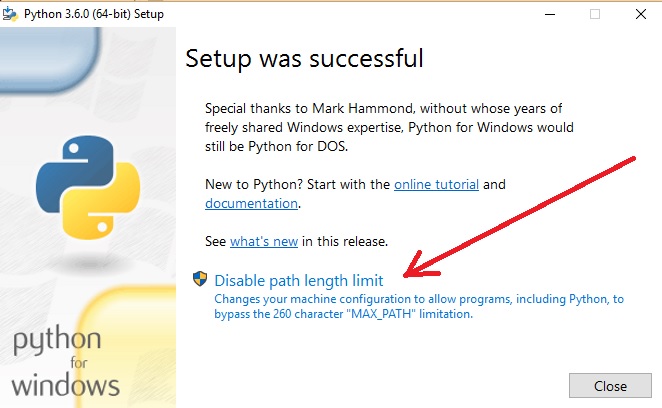 Python 3.6.0 (64-bit) Setup
Setup was successful
Special thanks to Mark Hammond, without whose years of
freely shared Windows expertise, Python for Windows would
still be Python for DOS.
New to Python? Start with the online tutorial and
documentation.
See what's new in this release.
Disable path length limit
Changes your machine configuration to allow programs, including Python, to
bypass the 260 character "MAX_PATH" limitation.
python
for
windows
Close